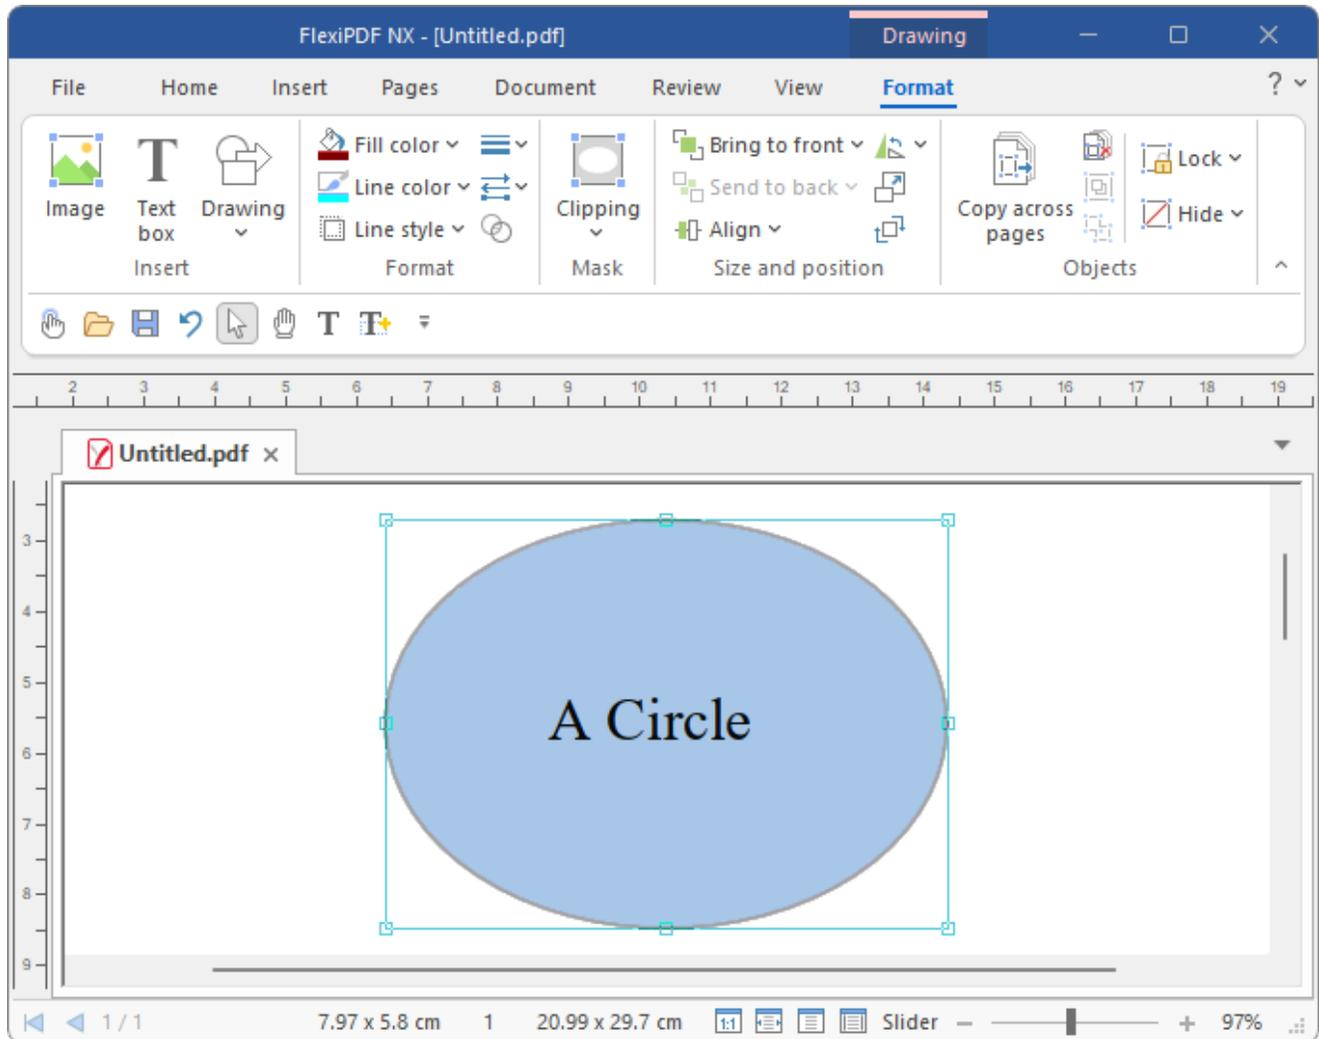 FlexiPDF NX - [Untitled.pdf]
Drawing
File Home Insert Pages Document Review View Format ?
Image
Text box
Drawing
Insert
Fill color
Line color
Line style
Format
Clipping
Mask
Bring to front
Send to back
Align
Size and position
Copy across pages
Lock
Hide
Objects
T T
2 3 4 5 6 7 8 9 10 11 12 13 14 15 16 17 18 19
Untitled.pdf
3
4
5
6
7
8
9
A Circle
1 / 1 7.97 x 5.8 cm 1 20.99 x 29.7 cm 1:1 Slider 97%